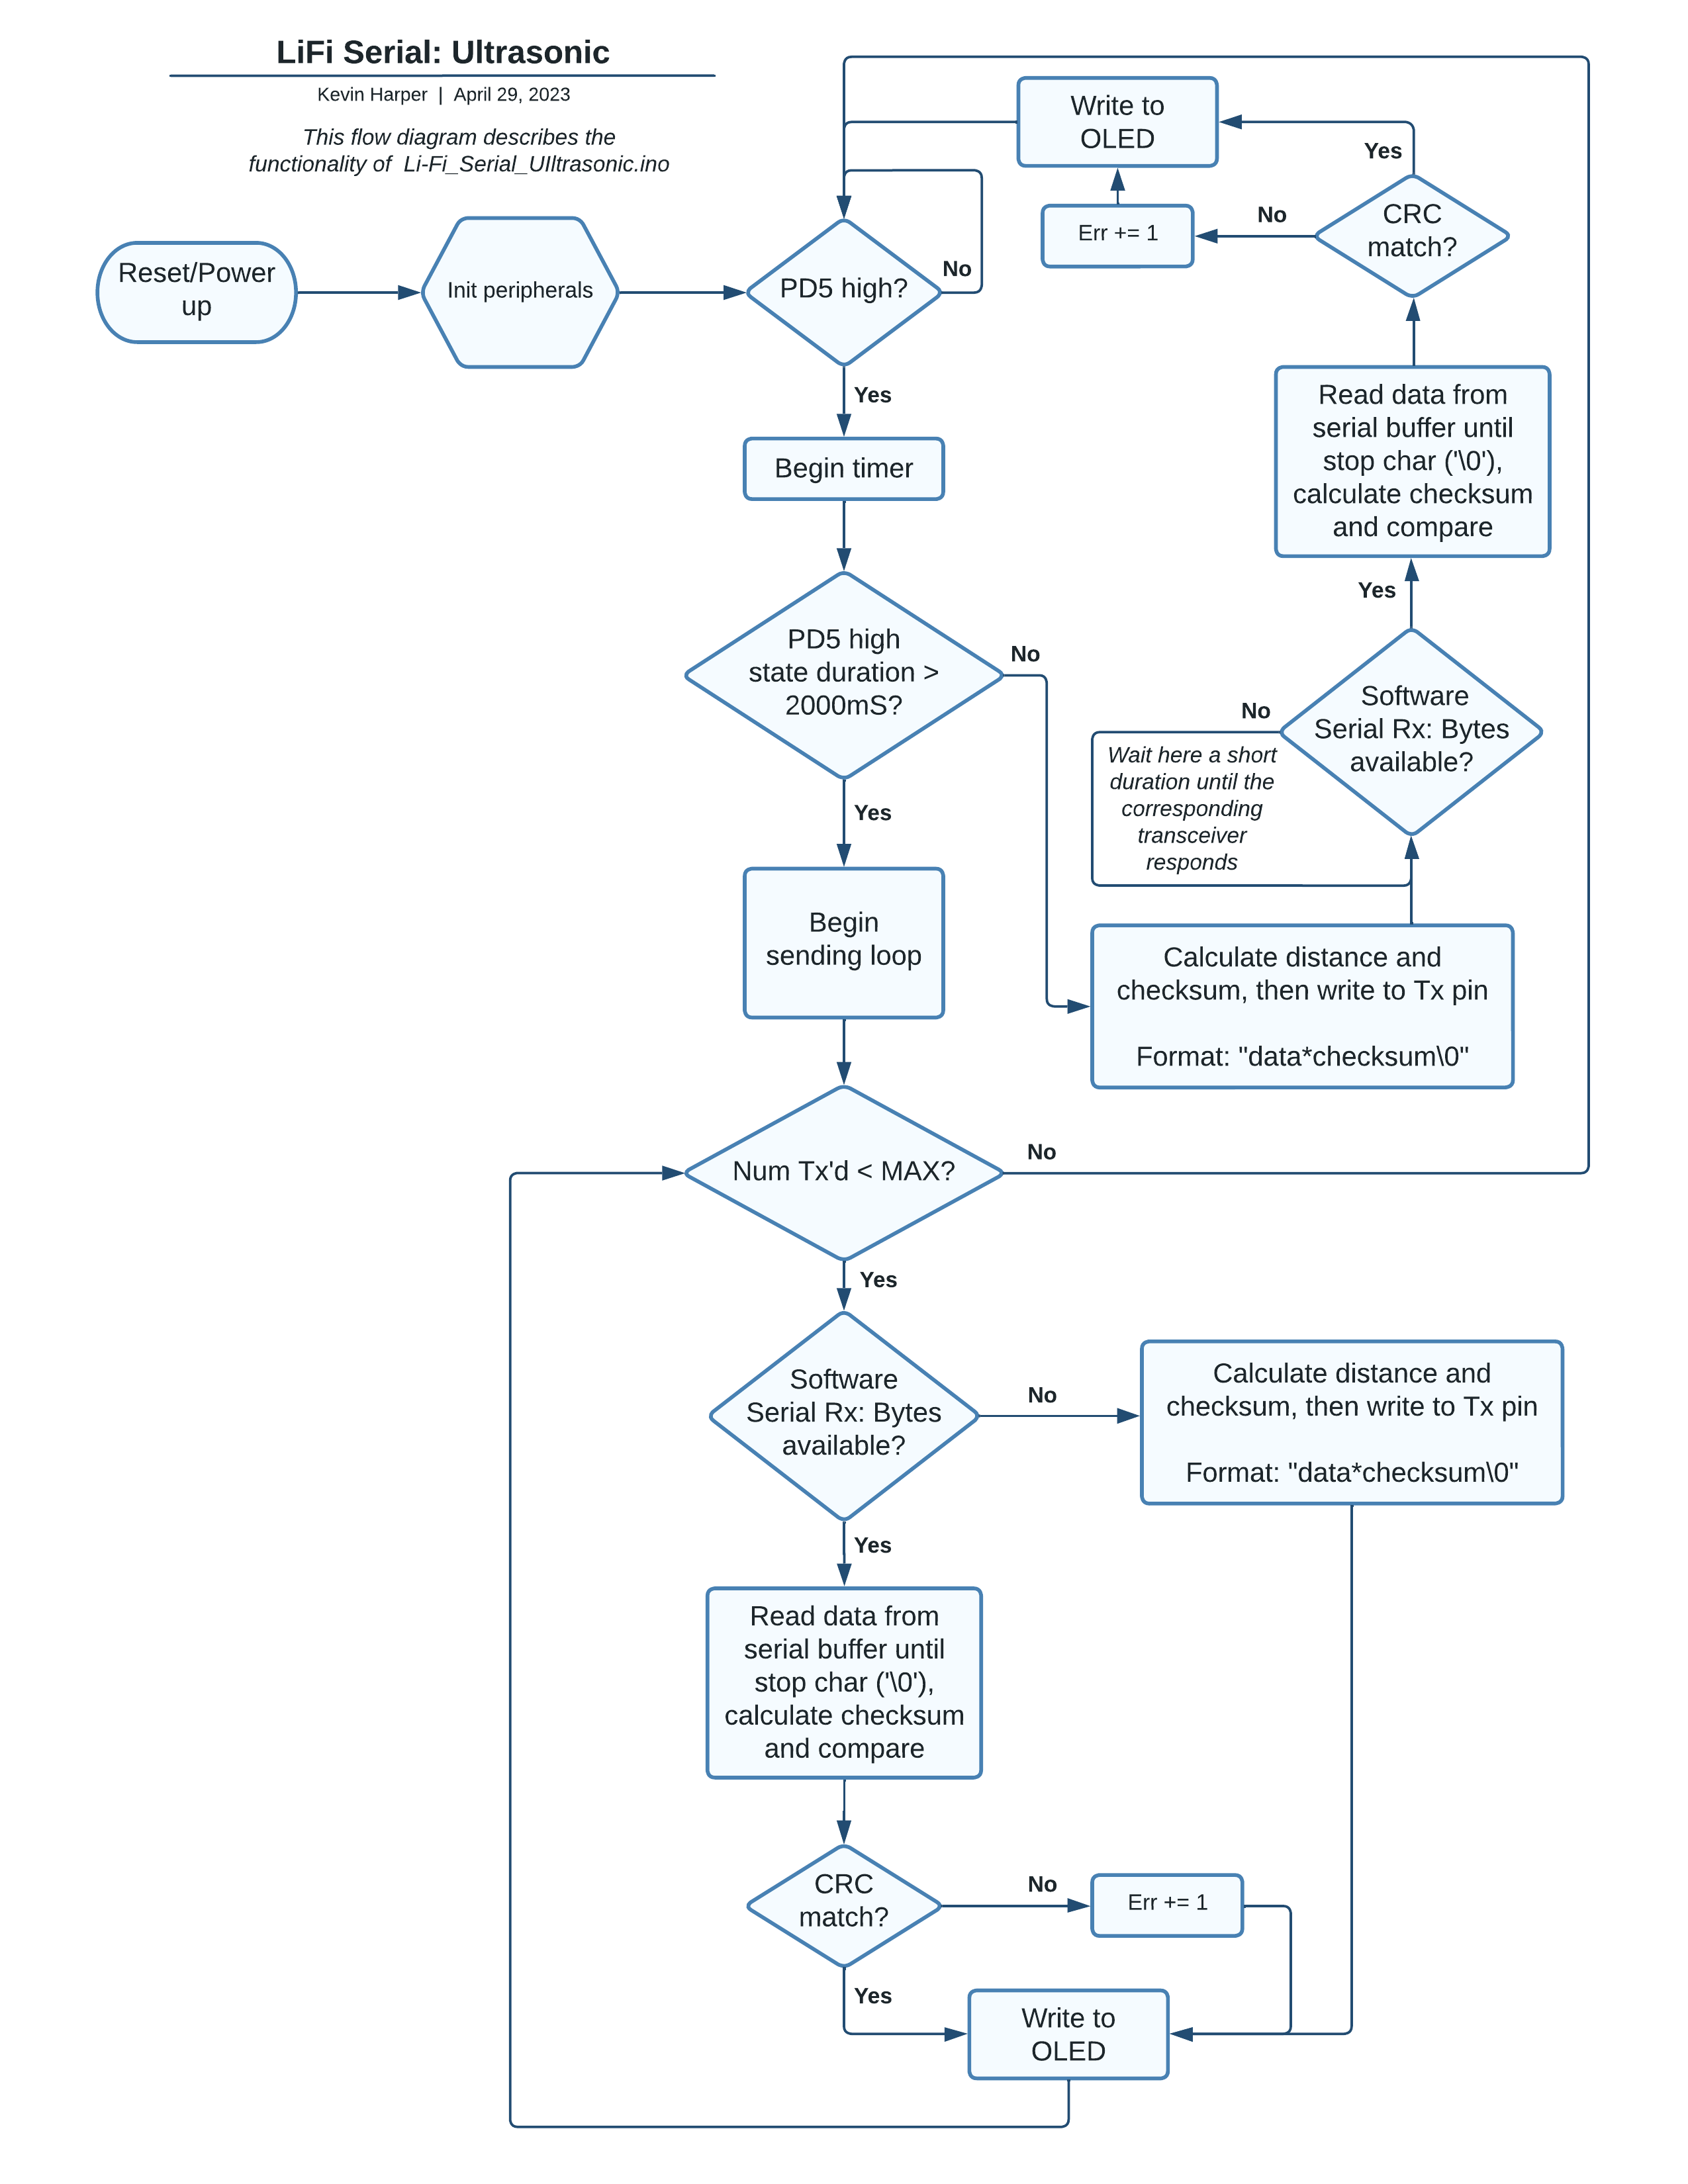 LiFi Serial: Ultrasonic
Kevin Harper | April 29, 2023
This flow diagram describes the
functionality of Li-Fi_Serial_UIltrasonic.ino
Reset/Power
up
Init peripherals
PD5 high?
No
Yes
Begin timer
PD5 high
state duration >
2000mS?
No
Yes
Begin
sending loop
Calculate distance and
checksum, then write to Tx pin
Format: "data*checksum\0"
Software
Serial Rx: Bytes
available?
No
Wait here a short
duration until the
corresponding
transceiver
responds
Yes
Read data from
serial buffer until
stop char ('\0'),
calculate checksum
and compare
CRC
match?
No
Err += 1
Yes
Write to
OLED
Num Tx'd < MAX?
No
Yes
Software
Serial Rx: Bytes
available?
No
Calculate distance and
checksum, then write to Tx pin
Format: "data*checksum\0"
Yes
Read data from
serial buffer until
stop char ('\0'),
calculate checksum
and compare
CRC
match?
No
Err += 1
Yes
Write to
OLED